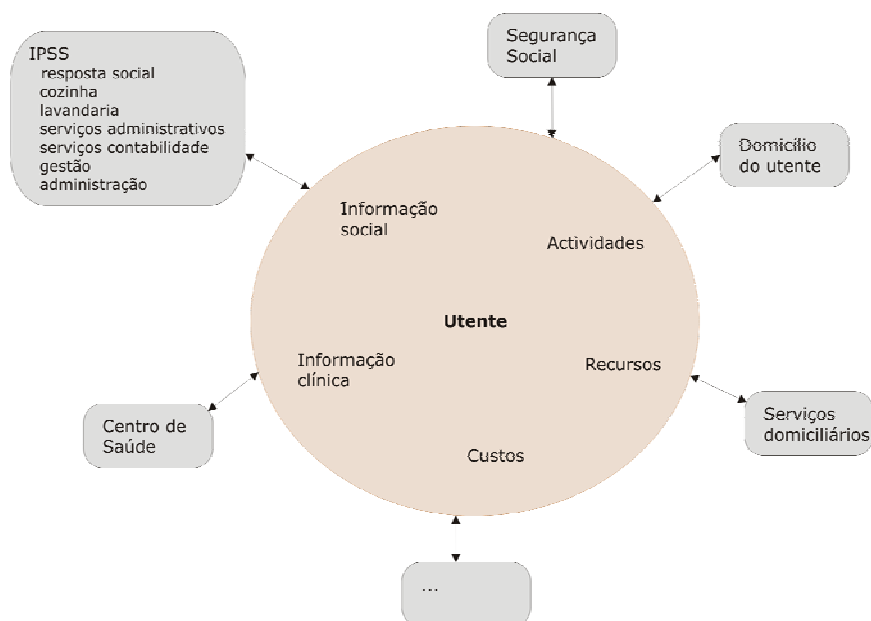 IPSS
resposta social
cozinha
lavandaria
serviços administrativos
serviços contabilidade
gestão
administração
Segurança
Social
Domicílio
do utente
Informação
social
Actividades
Utente
Informação
clínica
Recursos
Custos
Centro de
Saúde
Serviços
domiciliários
...